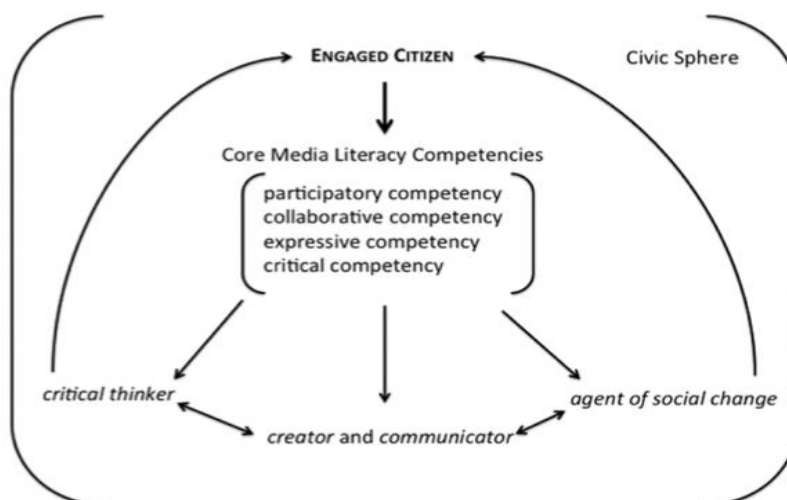 ENGAGED CITIZEN
Civic Sphere
Core Media Literacy Competencies
participatory competency
collaborative competency
expressive competency
critical competency
critical thinker
agent of social change
creator and communicator